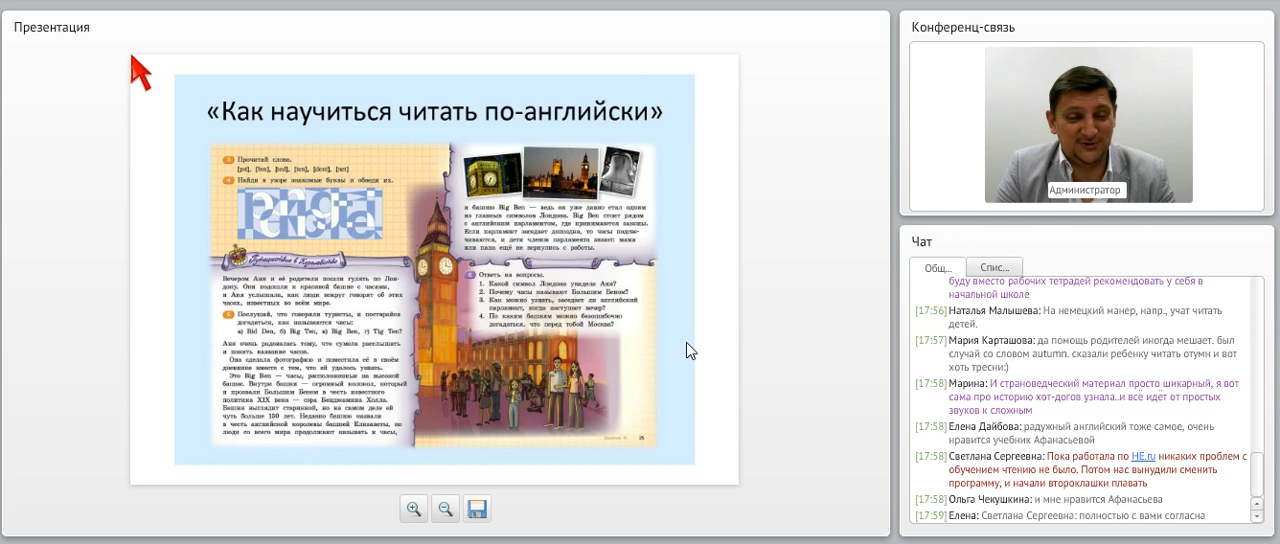 Презентация
«Как научиться читать по-английски»
3 Прочитай слова.
4 Найди в узоре знакомые буквы и обведи их.
Путешествие в Королевство
Вечером Аня и её родители пошли гулять по Лон-
дону. Они подошли к красивой башне с часами,
и Аня услышала, как люди вокруг говорят об этих
часах, известных во всём мире.
5 Послушай, что говорили туристы, и постарайся
догадаться, как называются часы:
а) Bid Den, б) Big Ten, в) Big Ben, г) Tig Ten?
Аня очень радовалась тому, что сумела расслышать
и понять название часов.
Она сделала фотографию и поместила её в своём
дневнике вместе с тем, что ей удалось узнать.
Это Big Ben — часы, расположенные на высокой
башне. Внутри башни — огромный колокол, который
и прозвали Большим Беном в честь известного
политика XIX века — сэра Бенджамина Холла.
Башня выглядит старинной, но на самом деле ей
чуть больше 150 лет. Недавно башню назвали
в честь английской королевы башней Елизаветы, но
люди со всего мира продолжают называть и часы,
и башню Big Ben — ведь он уже давно стал одним
из главных символов Лондона. Big Ben стоит рядом
с английским парламентом, где принимаются законы.
Если парламент заседает допоздна, то часы подсве-
чиваются, и дети членов парламента знают: мама
или папа ещё не вернулись с работы.
Ответь на вопросы.
1. Какой символ Лондона увидела Аня?
2. Почему часы называют Большим Беном?
3. Как можно узнать, заседает ли английский
парламент, когда наступает вечер?
4. По каким башням можно безошибочно
догадаться, что перед тобой Москва?
25
Конференц-связь
Администратор
Чат
Общ...
Спис...
буду вместо рабочих тетрадей рекомендовать у себя в
начальной школе
[17:56] Наталья Малышева: На немецкий манер, напр., учат читать
детей.
[17:57] Мария Карташова: да помощь родителей иногда мешает. был
случай со словом autumn. сказали ребенку читать отумн и вот
хоть тресни:)
[17:58] Марина: И страноведческий материал просто шикарный, я вот
сама про историю хот-догов узнала..и всё идёт от простых
звуков к сложным
[17:58] Елена Дайбова: радужный английский тоже самое, очень
нравится учебник Афанасьевой
[17:58] Светлана Сергеевна: Пока работала по НЕ.ru никаких проблем с
обучением чтению не было. Потом нас вынудили сменить
программу, и начали второклашки плавать
[17:58] Ольга Чекушкина: и мне нравится Афанасьева
[17:59] Елена: Светлана Сергеевна: полностью с вами согласна